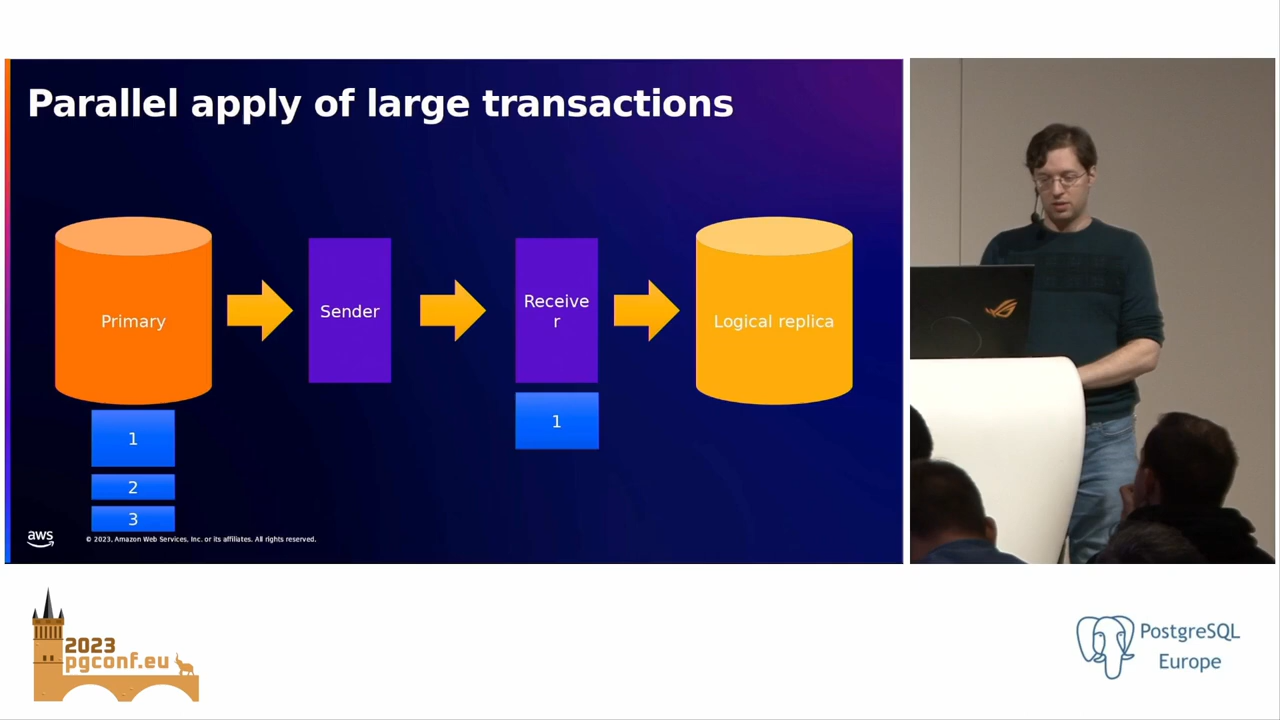 Parallel apply of large transactions
Primary
Sender
Receive
r
Logical replica
1
1
2
3
aws
© 2023, Amazon Web Services, Inc. or its affiliates. All rights reserved.
2023
pgconf.eu
PostgreSQL
Europe